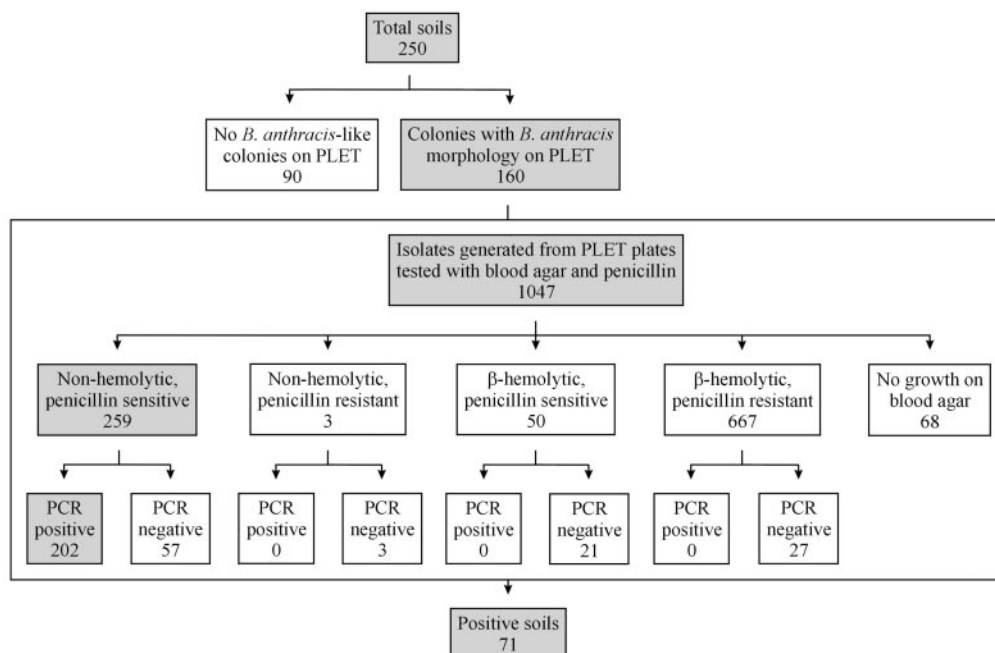 Total soils
250
No B. anthracis-like
colonies on PLET
90
Colonies with B. anthracis
morphology on PLET
160
Isolates generated from PLET plates
tested with blood agar and penicillin
1047
Non-hemolytic,
penicillin sensitive
259
Non-hemolytic,
penicillin resistant
3
β-hemolytic,
penicillin sensitive
50
β-hemolytic,
penicillin resistant
667
No growth on
blood agar
68
PCR
positive
202
PCR
negative
57
PCR
positive
0
PCR
negative
3
PCR
positive
0
PCR
negative
21
PCR
positive
0
PCR
negative
27
Positive soils
71